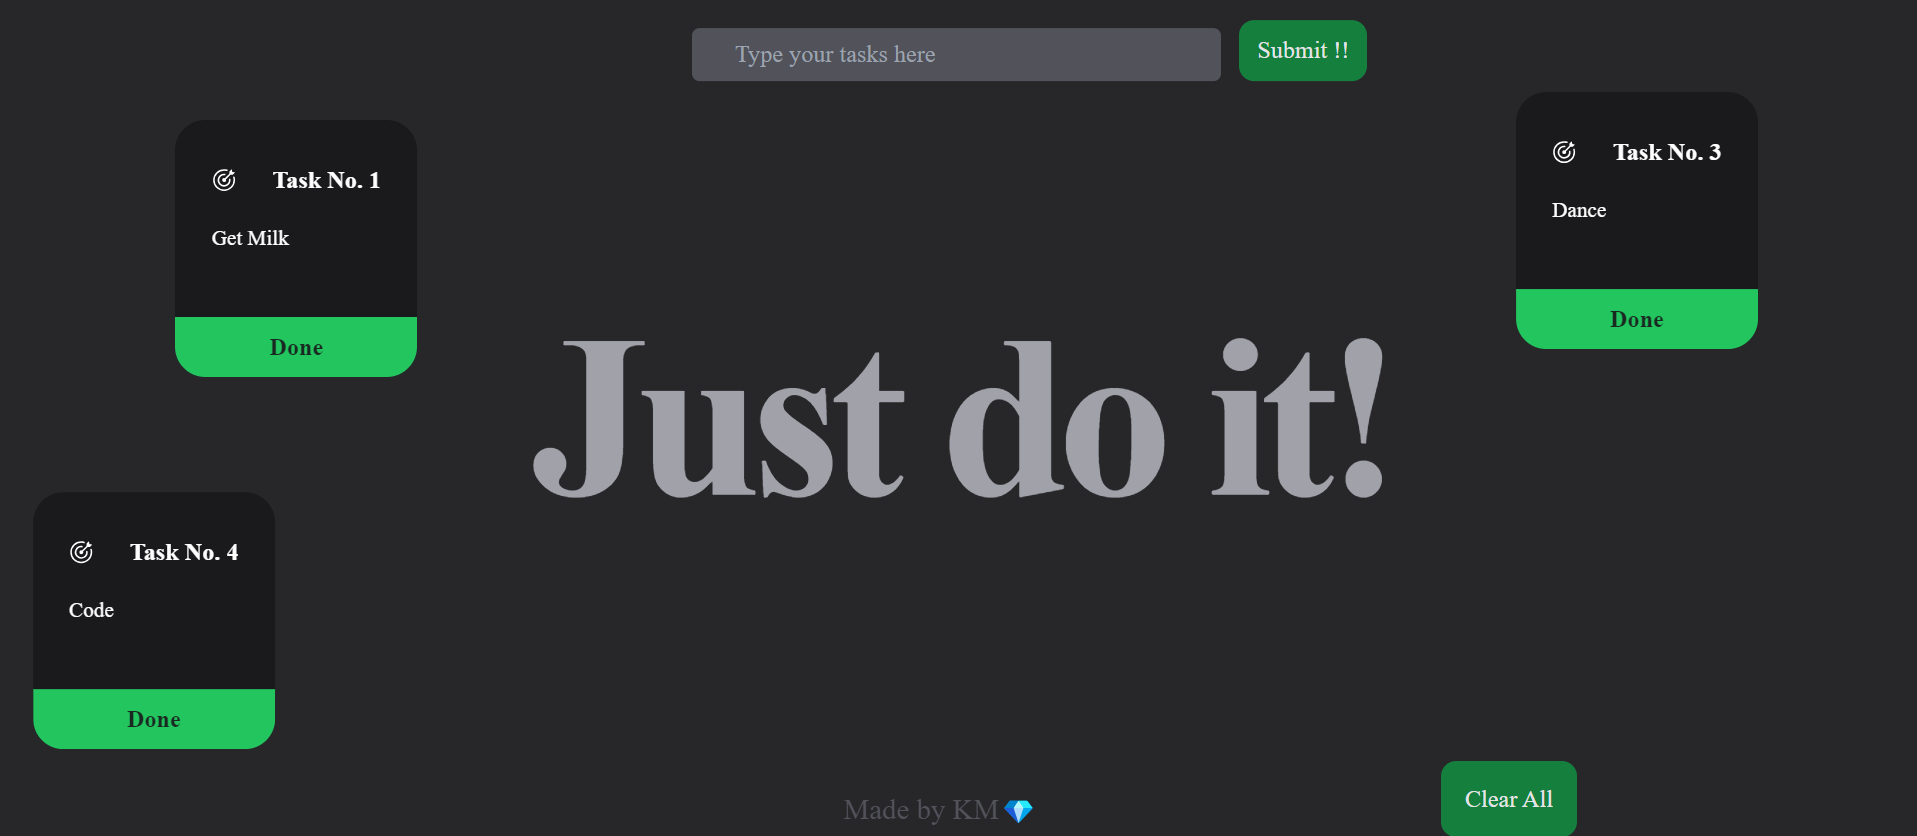 Type your tasks here
Submit !!
Task No. 1
Get Milk
Done
Task No. 3
Dance
Done
Just do it!
Task No. 4
Code
Done
Made by KM💎
Clear All